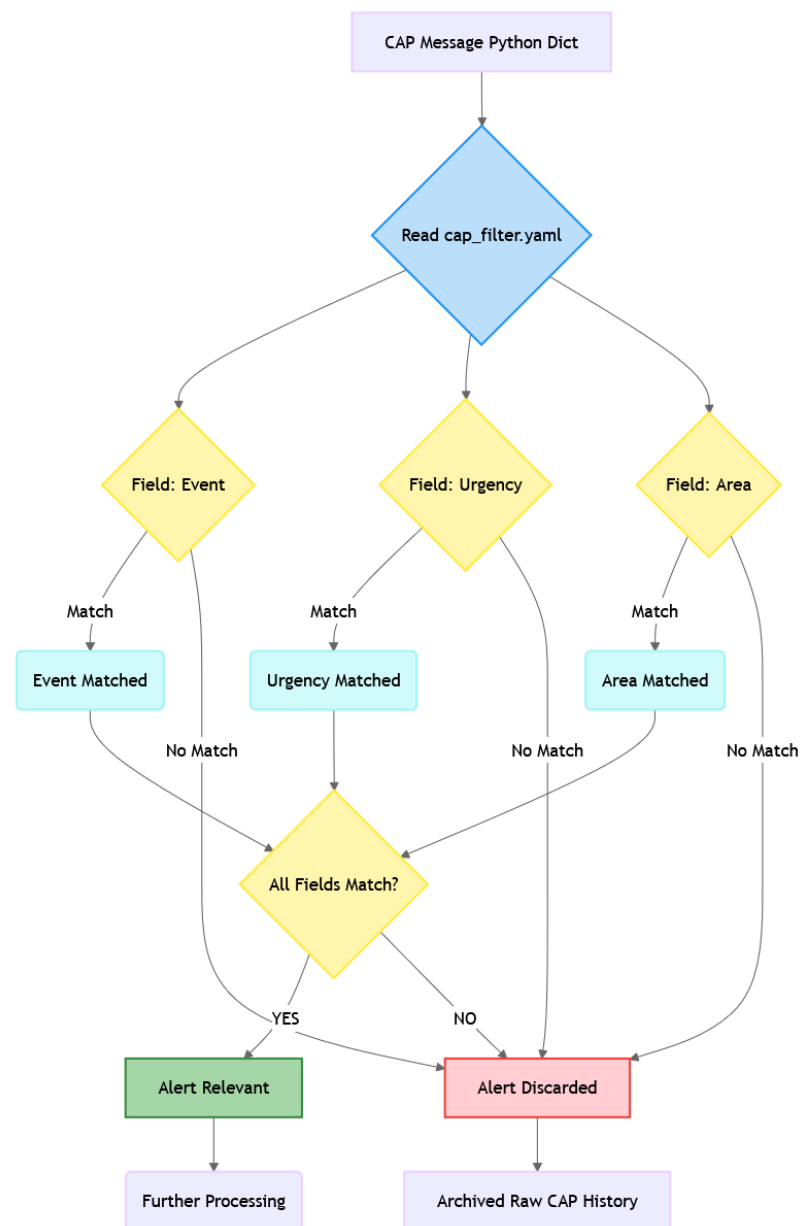 CAP Message Python Dict
Read cap_filter.yaml
Field: Event
Field: Urgency
Field: Area
Match
Match
Match
Event Matched
Urgency Matched
Area Matched
No Match
No Match
No Match
All Fields Match?
YES
NO
Alert Relevant
Alert Discarded
Further Processing
Archived Raw CAP History